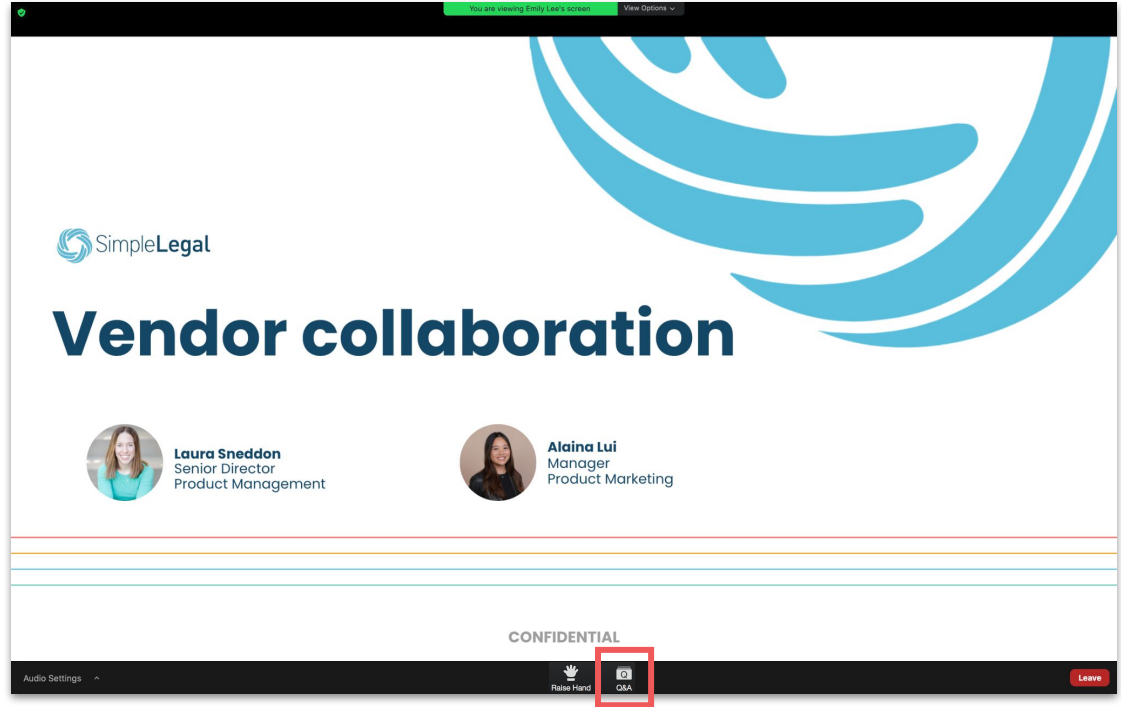 You are viewing Emily Lee's screen
View Options
SimpleLegal
Vendor collaboration
Laura Sneddon
Senior Director
Product Management
Alaina Lui
Manager
Product Marketing
CONFIDENTIAL
Audio Settings
Raise Hand
Q
Q&A
Leave